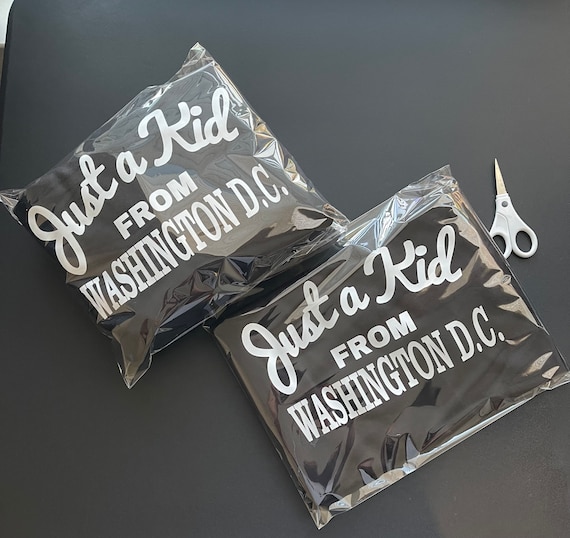 Just a Kid
FROM
WASHINGTON D.C.
Just a Kid
FROM
WASHINGTON D.C.